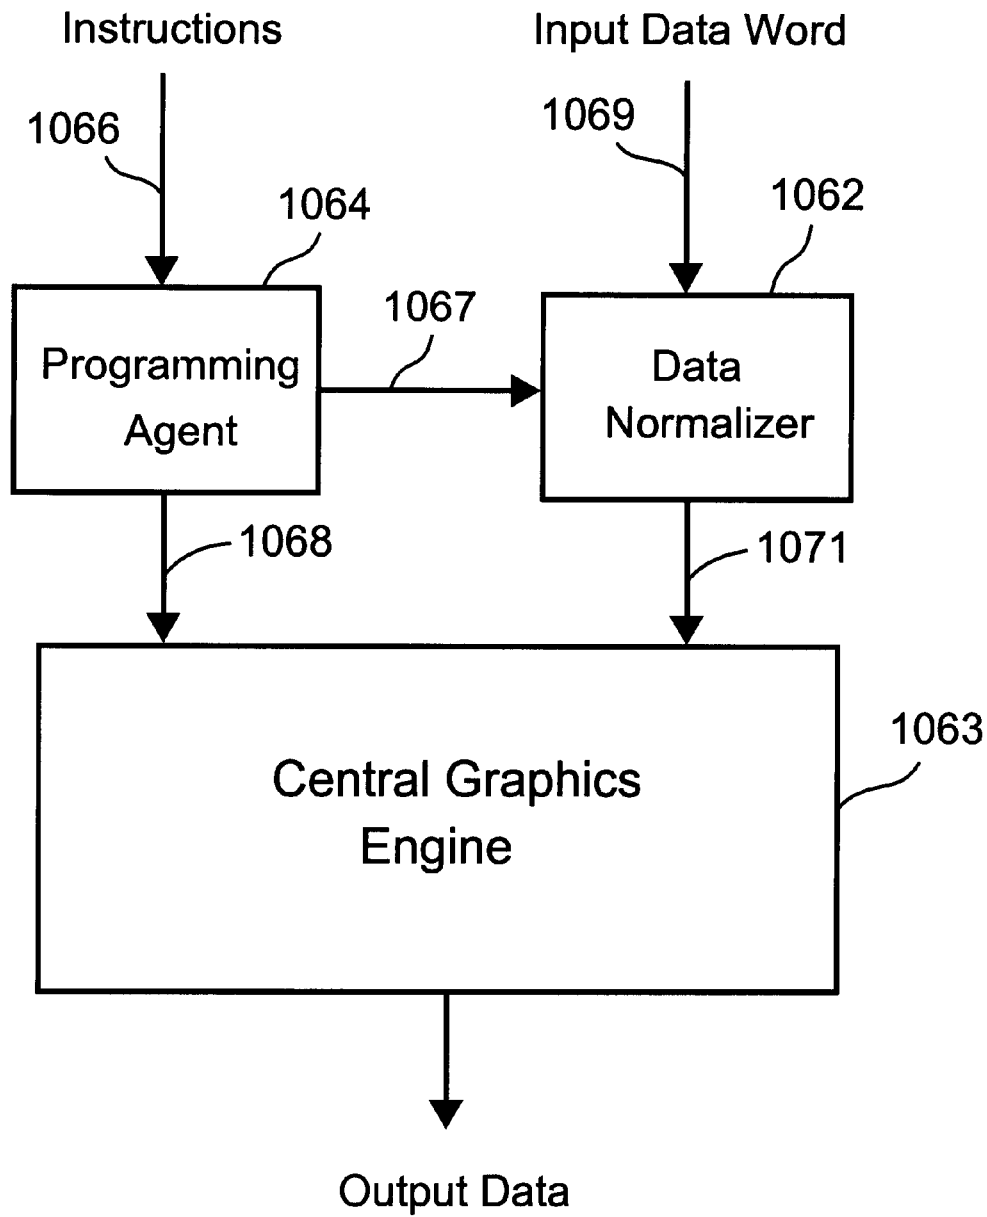 Instructions
Input Data Word
1066
1069
1064
1062
1067
Programming
Agent
Data
Normalizer
1068
1071
1063
Central Graphics
Engine
Output Data